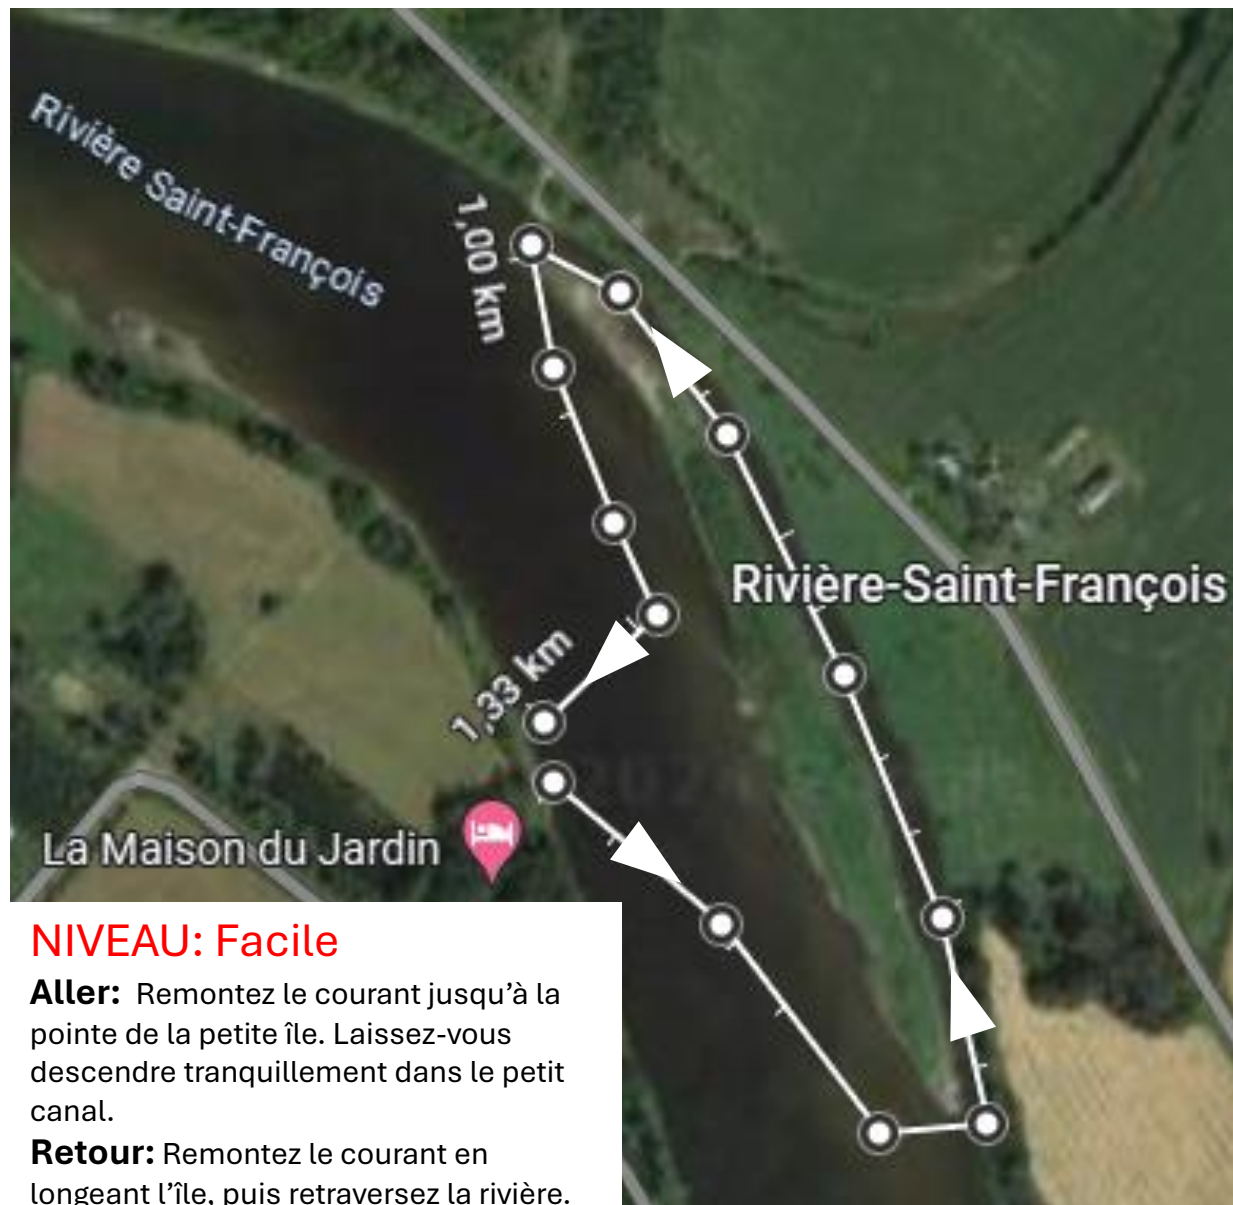 Rivière Saint-François
1,00 km
Rivière-Saint-François
1,33 km
2024
La Maison du Jardin
NIVEAU: Facile
Aller: Remontez le courant jusqu’à la
pointe de la petite île. Laissez-vous
descendre tranquillement dans le petit
canal.
Retour: Remontez le courant en
longeant l’île, puis retraversez la rivière.